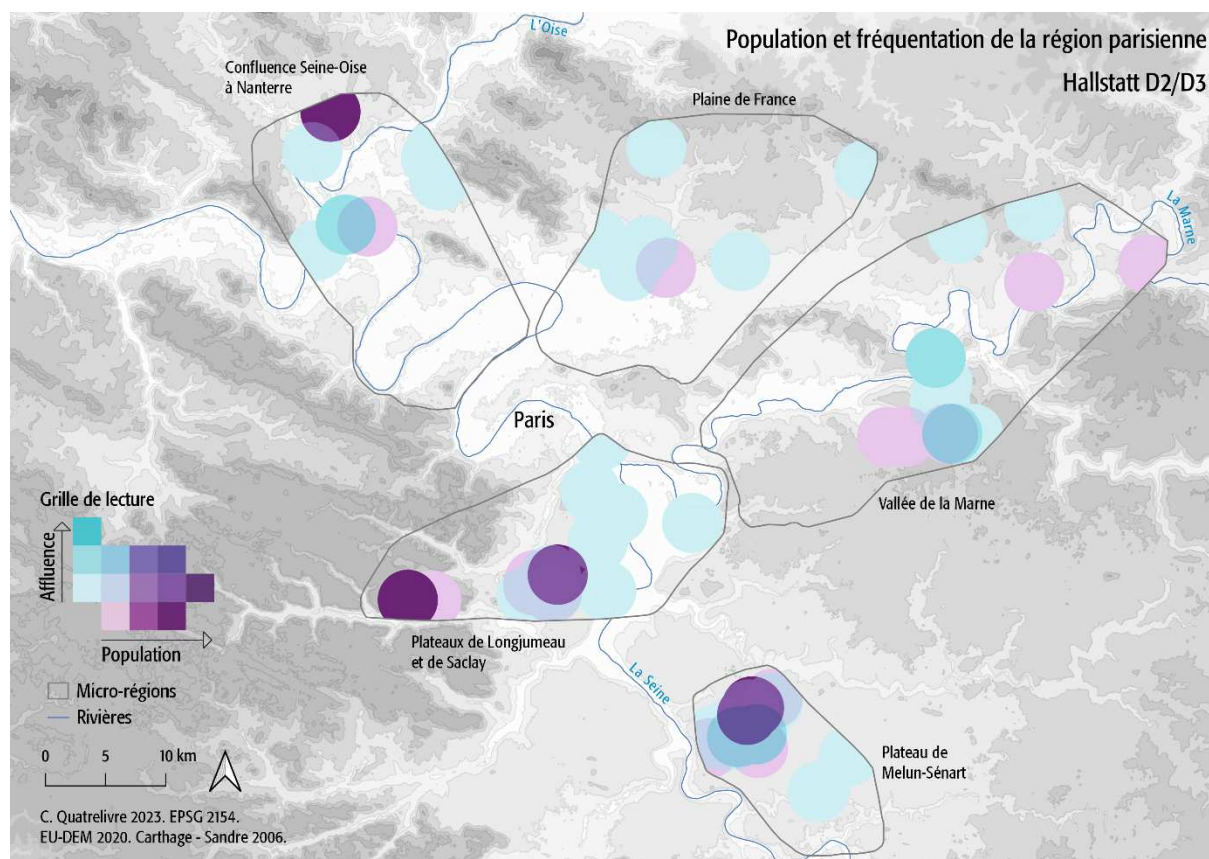 Population et fréquentation de la région parisienne
Hallstatt D2/D3
L'Oise
Confluence Seine-Oise
à Nanterre
Plaine de France
La Marne
Paris
Vallée de la Marne
Grille de lecture
Affluence
Population
Plateaux de Longjumeau
et de Saclay
La Seine
Micro-régions
Rivières
Plateau de
Melun-Sénart
0 5 10 km
C. Quatrelivre 2023. EPSG 2154.
EU-DEM 2020. Carthage - Sandre 2006.